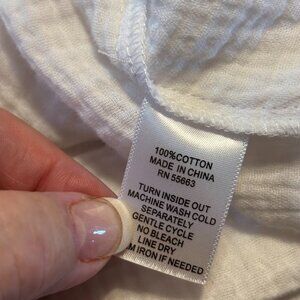 100%COTTON
MADE IN CHINA
RN 55663
TURN INSIDE OUT
MACHINE WASH COLD
SEPARATELY
GENTLE CYCLE
NO BLEACH
LINE DRY
M IRON IF NEEDED